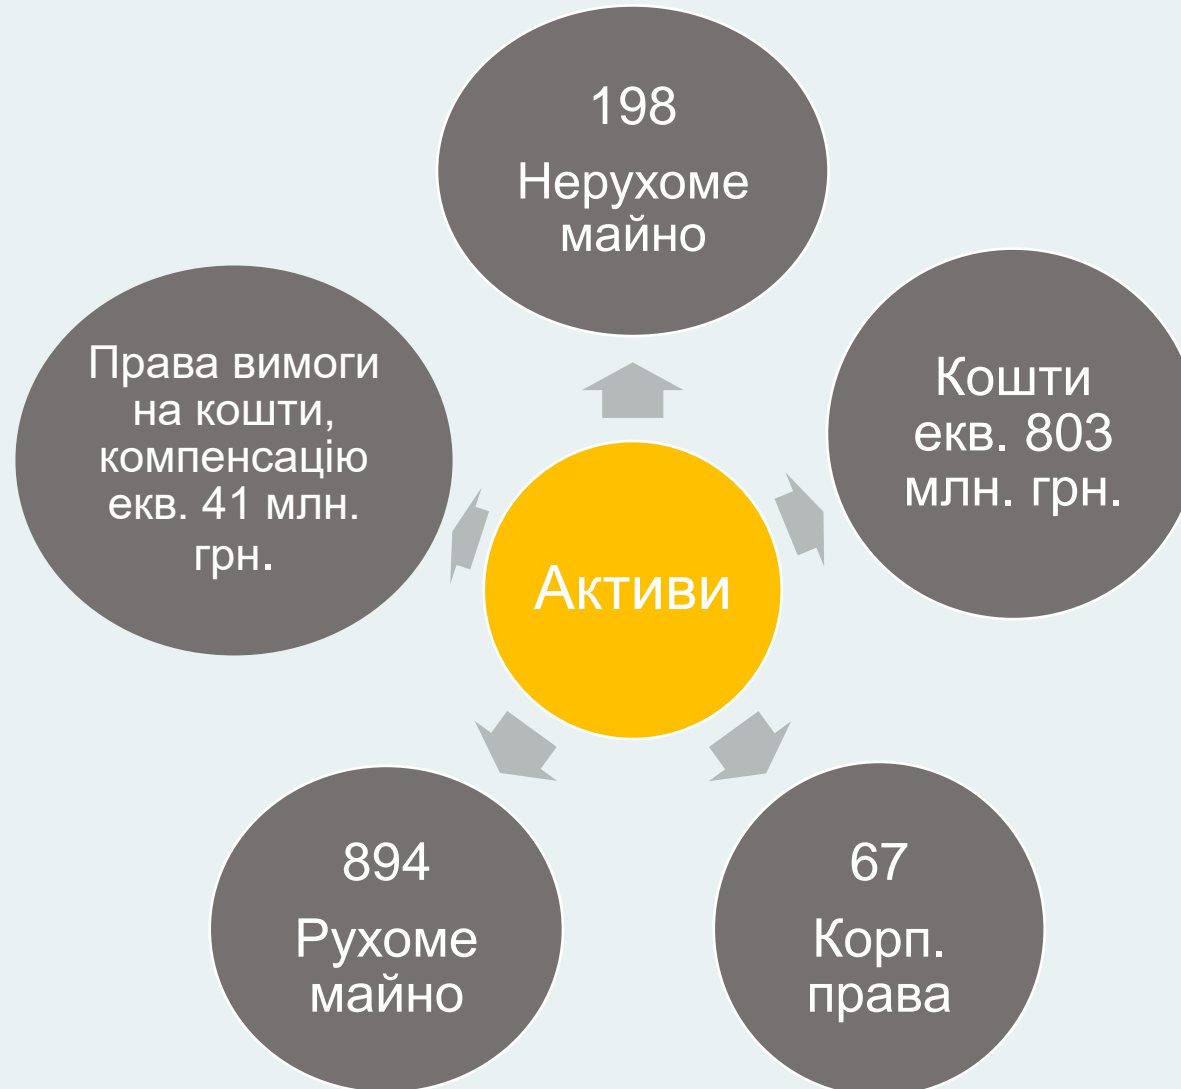 198
Нерухоме
майно
Кошти
екв. 803
млн. грн.
Права вимоги
на кошти,
компенсацію
екв. 41 млн.
грн.
Активи
894
Рухоме
майно
67
Корп.
права